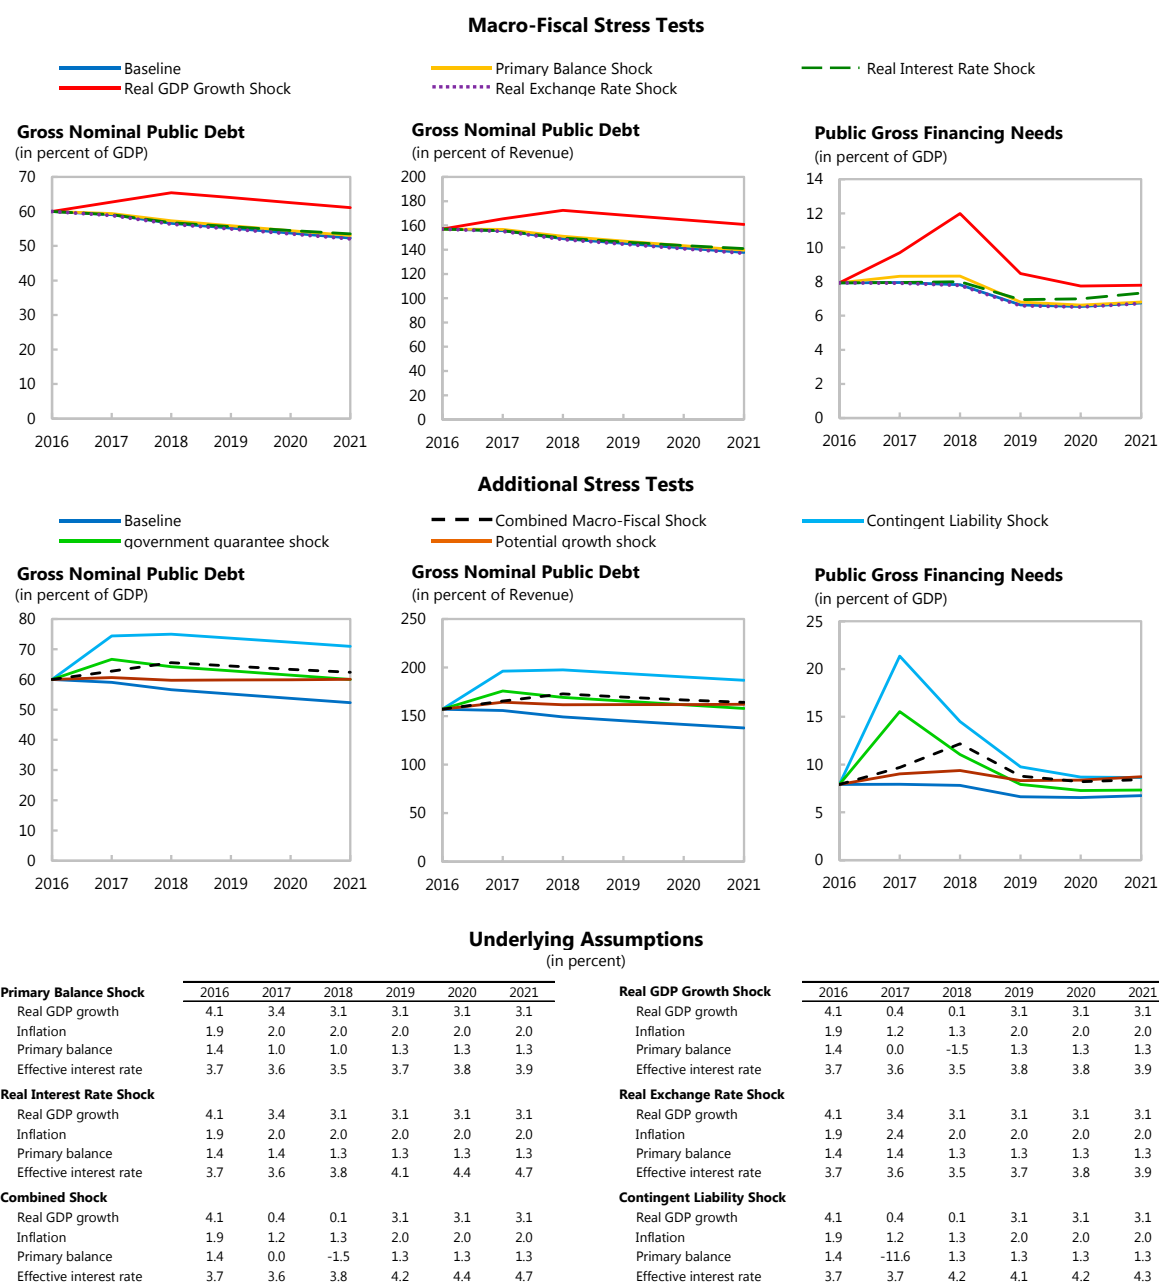 Macro-Fiscal Stress Tests
Baseline
Primary Balance Shock
Real Interest Rate Shock
Real GDP Growth Shock
Real Exchange Rate Shock
Gross Nominal Public Debt
(in percent of GDP)
70
60
50
40
30
20
10
0
2016 2017 2018 2019 2020 2021
Gross Nominal Public Debt
(in percent of Revenue)
200
180
160
140
120
100
80
60
40
20
0
2016 2017 2018 2019 2020 2021
Public Gross Financing Needs
(in percent of GDP)
14
12
10
8
6
4
2
0
2016 2017 2018 2019 2020 2021
Additional Stress Tests
Baseline
Combined Macro-Fiscal Shock
Contingent Liability Shock
government guarantee shock
Potential growth shock
Gross Nominal Public Debt
(in percent of GDP)
80
70
60
50
40
30
20
10
0
2016 2017 2018 2019 2020 2021
Gross Nominal Public Debt
(in percent of Revenue)
250
200
150
100
50
0
2016 2017 2018 2019 2020 2021
Public Gross Financing Needs
(in percent of GDP)
25
20
15
10
5
0
2016 2017 2018 2019 2020 2021
Underlying Assumptions
(in percent)
Primary Balance Shock 2016 2017 2018 2019 2020 2021
Real GDP growth 4.1 3.4 3.1 3.1 3.1 3.1
Inflation 1.9 2.0 2.0 2.0 2.0 2.0
Primary balance 1.4 1.0 1.0 1.3 1.3 1.3
Effective interest rate 3.7 3.6 3.5 3.7 3.8 3.9
Real Interest Rate Shock
Real GDP growth 4.1 3.4 3.1 3.1 3.1 3.1
Inflation 1.9 2.0 2.0 2.0 2.0 2.0
Primary balance 1.4 1.4 1.3 1.3 1.3 1.3
Effective interest rate 3.7 3.6 3.8 4.1 4.4 4.7
Combined Shock
Real GDP growth 4.1 0.4 0.1 3.1 3.1 3.1
Inflation 1.9 1.2 1.3 2.0 2.0 2.0
Primary balance 1.4 0.0 -1.5 1.3 1.3 1.3
Effective interest rate 3.7 3.6 3.8 4.2 4.4 4.7
Real GDP Growth Shock 2016 2017 2018 2019 2020 2021
Real GDP growth 4.1 0.4 0.1 3.1 3.1 3.1
Inflation 1.9 1.2 1.3 2.0 2.0 2.0
Primary balance 1.4 0.0 -1.5 1.3 1.3 1.3
Effective interest rate 3.7 3.6 3.5 3.8 3.8 3.9
Real Exchange Rate Shock
Real GDP growth 4.1 3.4 3.1 3.1 3.1 3.1
Inflation 1.9 2.4 2.0 2.0 2.0 2.0
Primary balance 1.4 1.4 1.3 1.3 1.3 1.3
Effective interest rate 3.7 3.6 3.5 3.7 3.8 3.9
Contingent Liability Shock
Real GDP growth 4.1 0.4 0.1 3.1 3.1 3.1
Inflation 1.9 1.2 1.3 2.0 2.0 2.0
Primary balance 1.4 -11.6 1.3 1.3 1.3 1.3
Effective interest rate 3.7 3.7 4.2 4.1 4.2 4.3